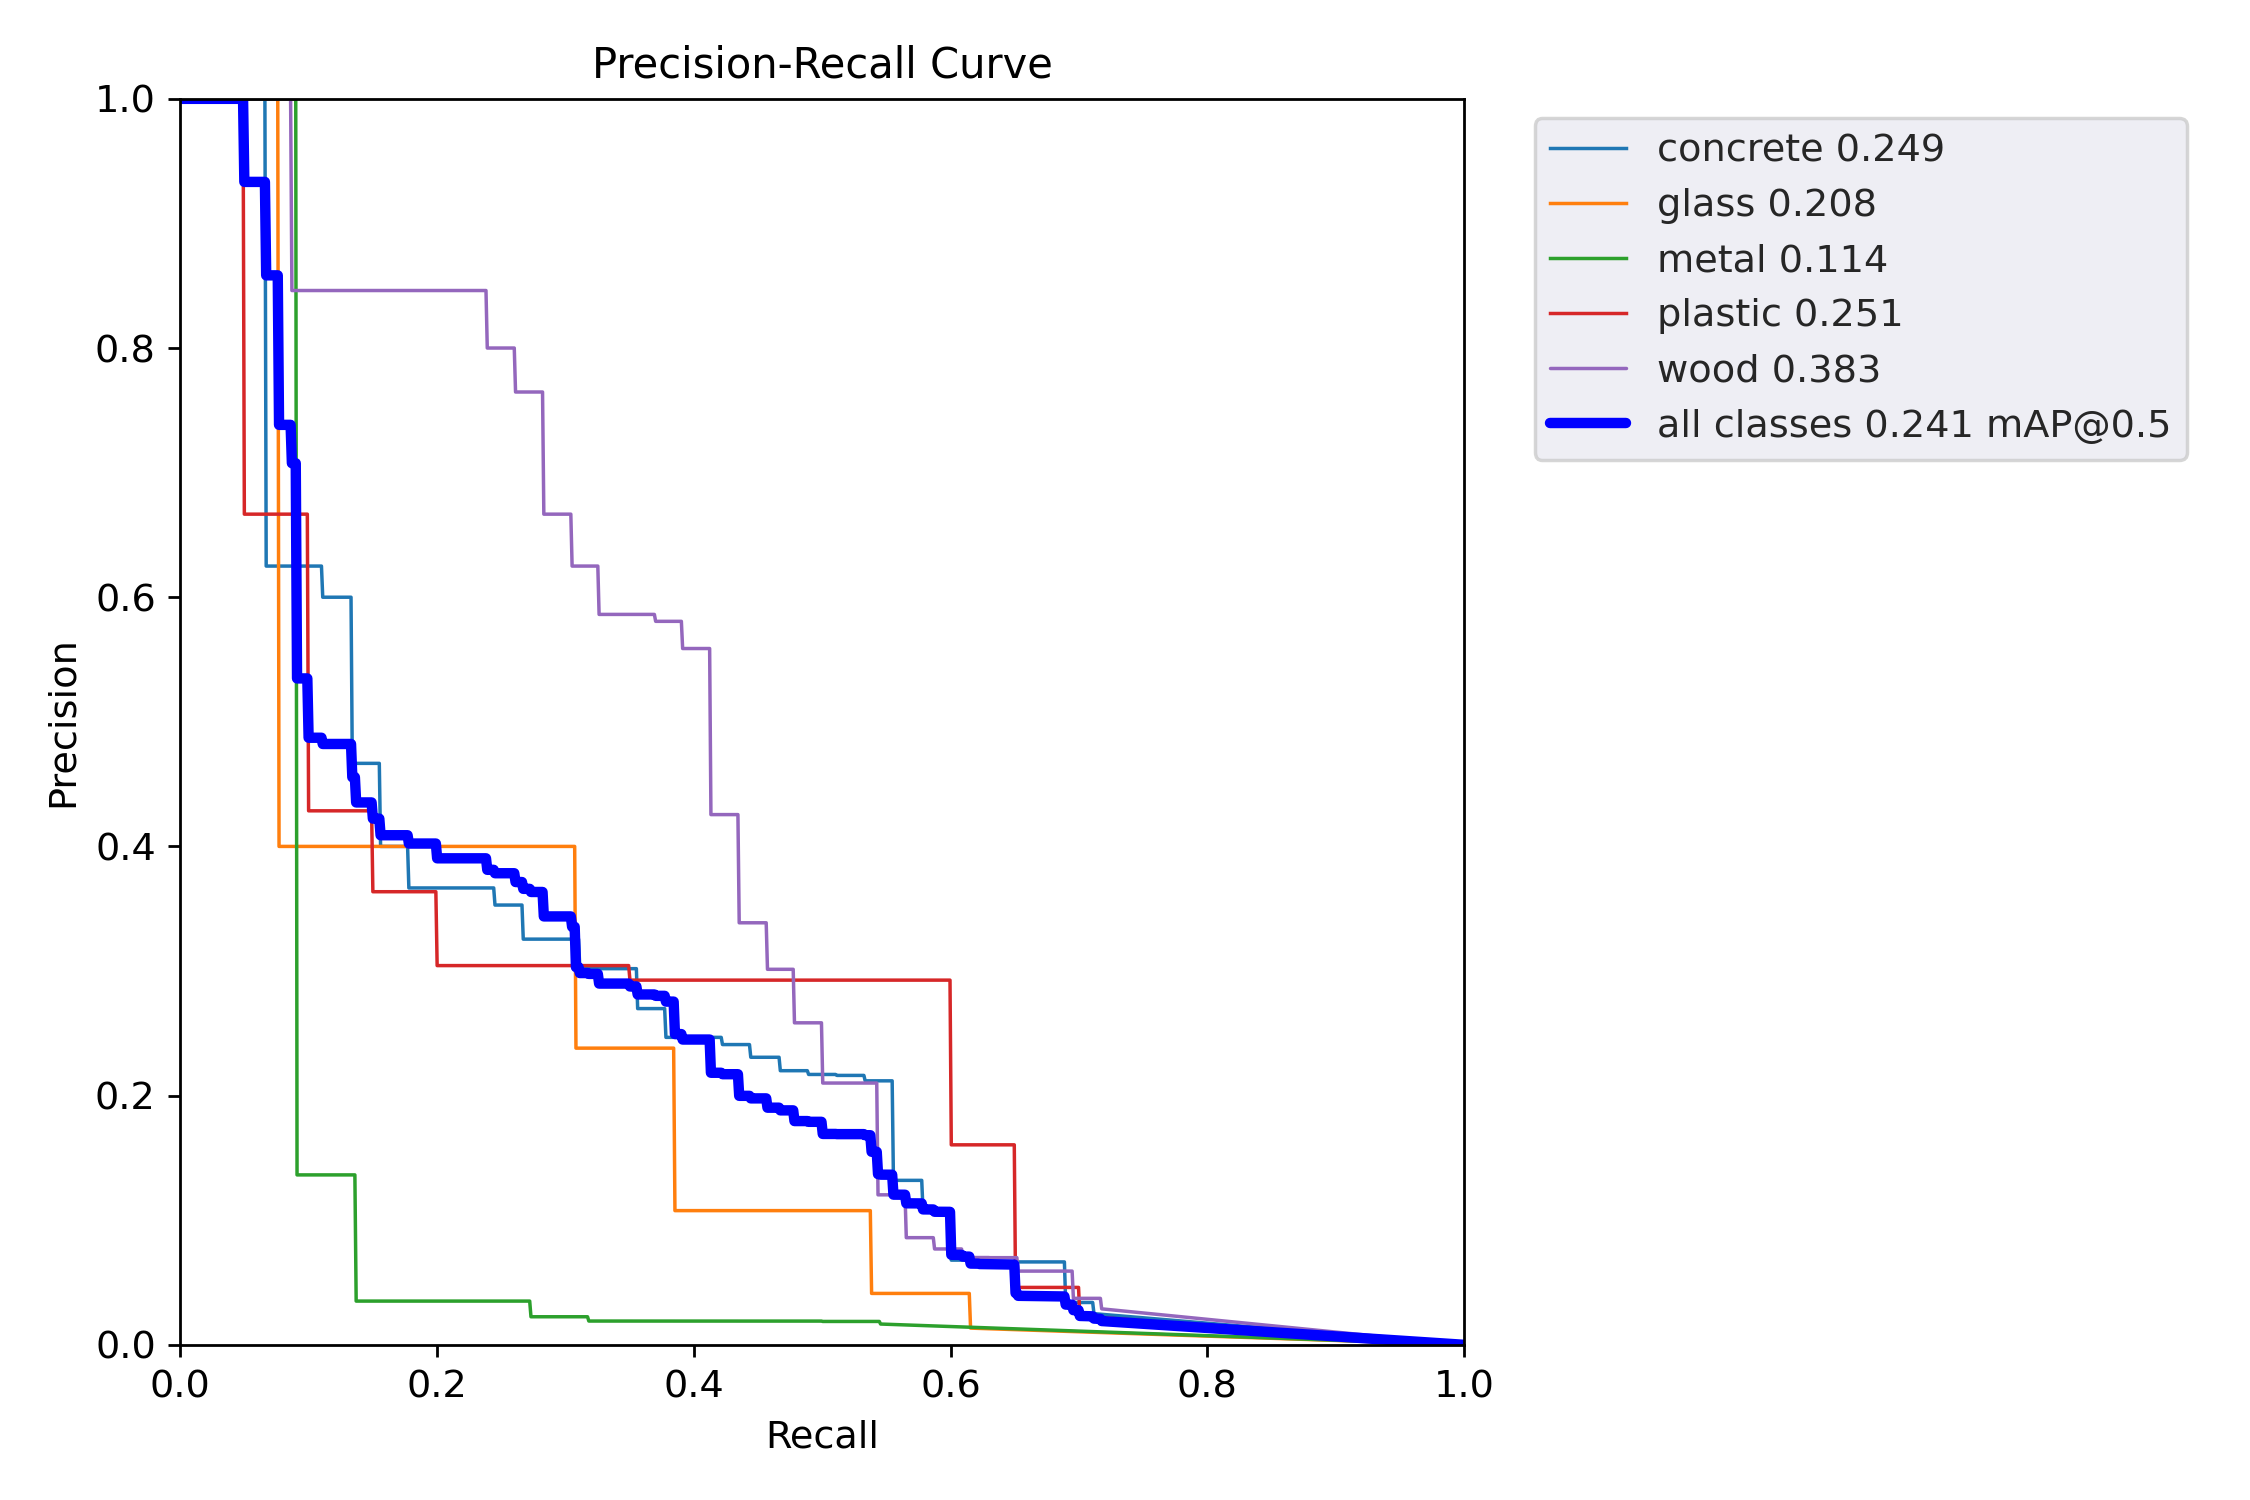 Precision-Recall Curve
1.0
0.8
0.6
0.4
0.2
0.0
Precision
0.0 0.2 0.4 0.6 0.8 1.0
Recall
concrete 0.249
glass 0.208
metal 0.114
plastic 0.251
wood 0.383
all classes 0.241 mAP@0.5